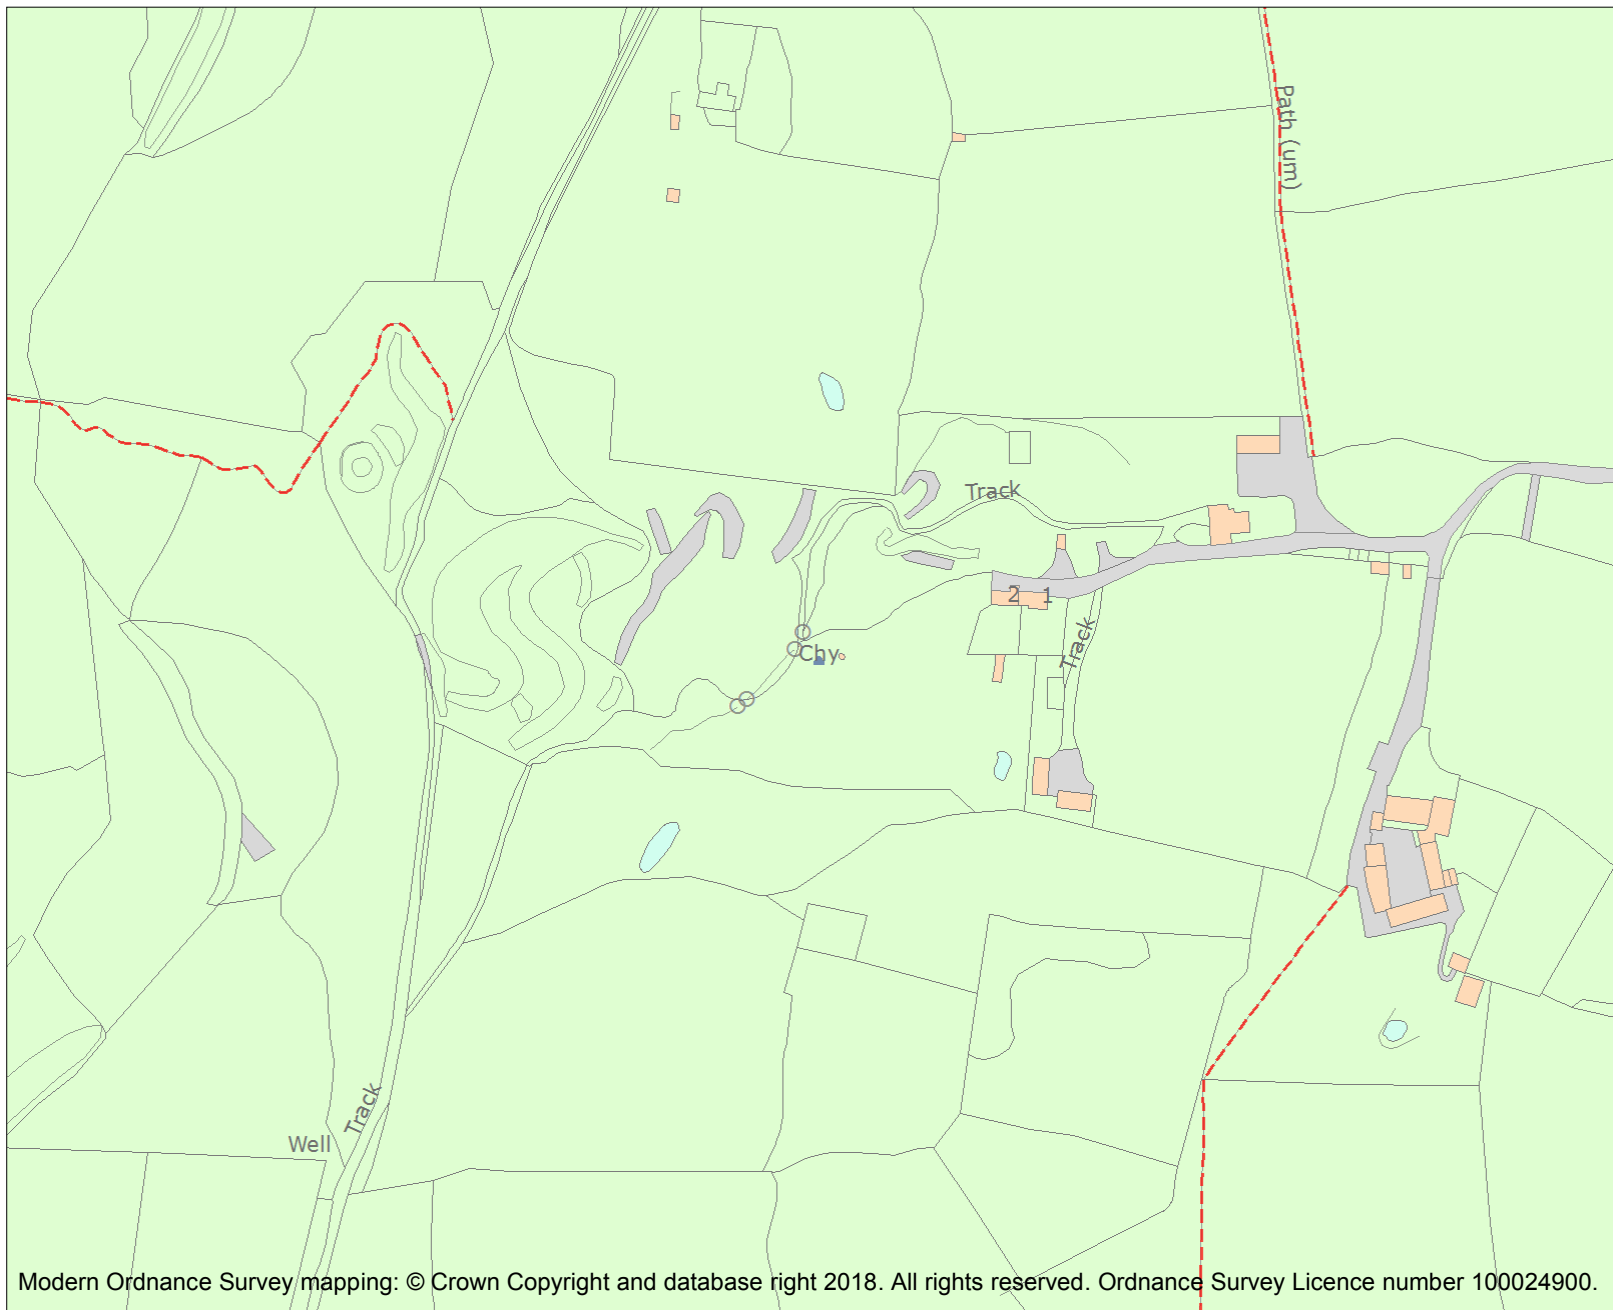 Path (um)
Track
2 1
Track
Chy
Track
Well
Modern Ordnance Survey mapping: © Crown Copyright and database right 2018. All rights reserved. Ordnance Survey Licence number 100024900.